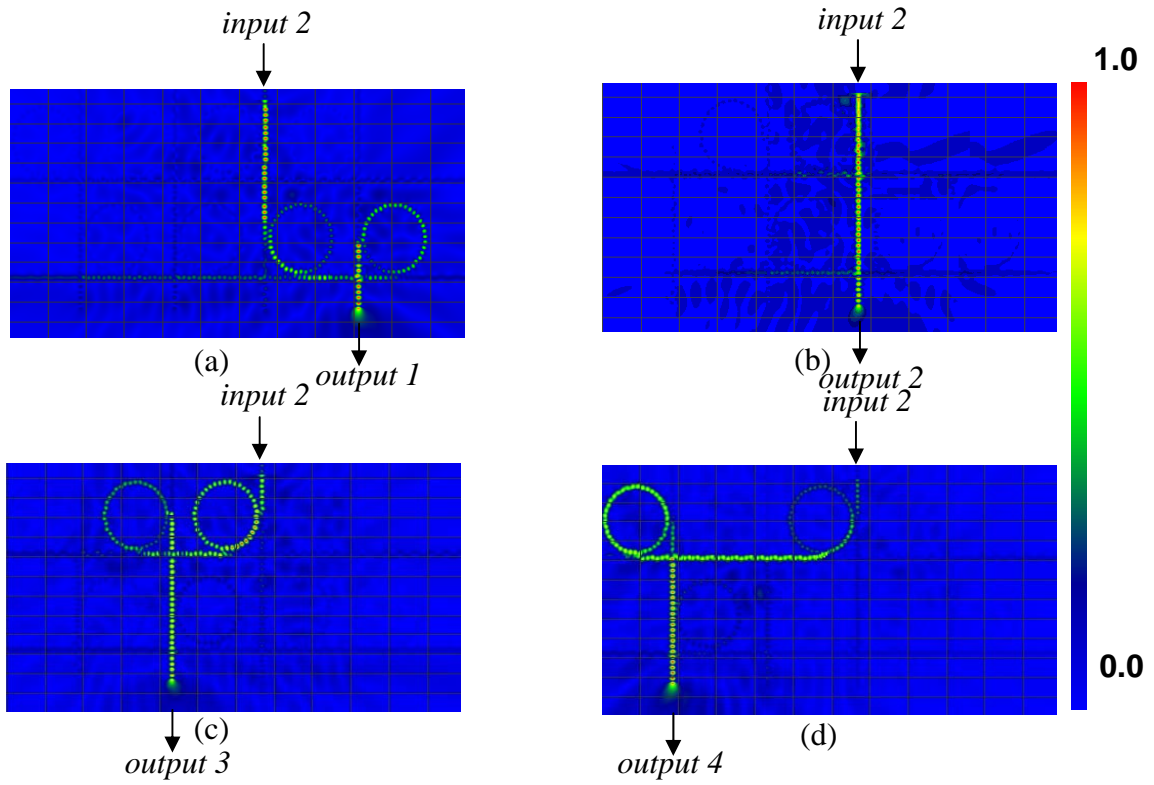 input 2
input 2
1.0
(a)
output 1
(b)
output 2
input 2
input 2
0.0
(c)
output 3
(d)
output 4